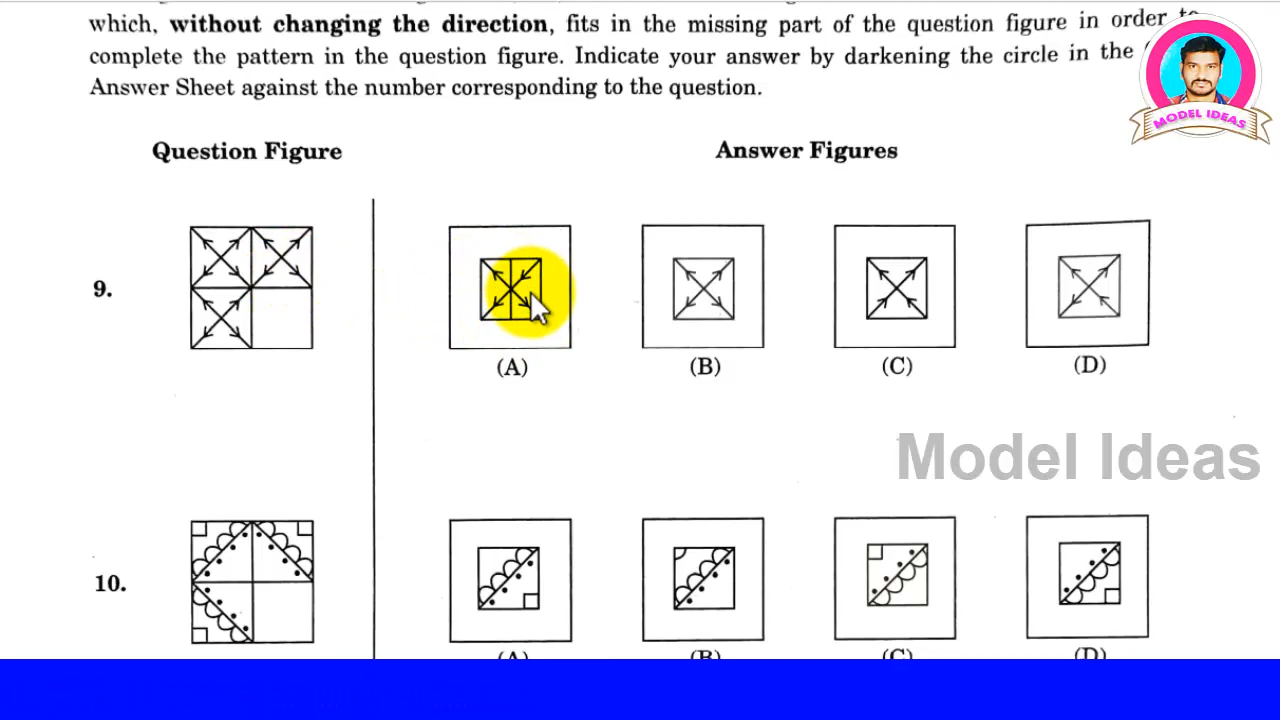 which, without changing the direction, fits in the missing part of the question figure in order to
complete the pattern in the question figure. Indicate your answer by darkening the circle in the
Answer Sheet against the number corresponding to the question.
MODEL IDEAS
Question Figure
Answer Figures
9.
(A)
(B)
(C)
(D)
Model Ideas
10.
(A)
(B)
(C)
(D)